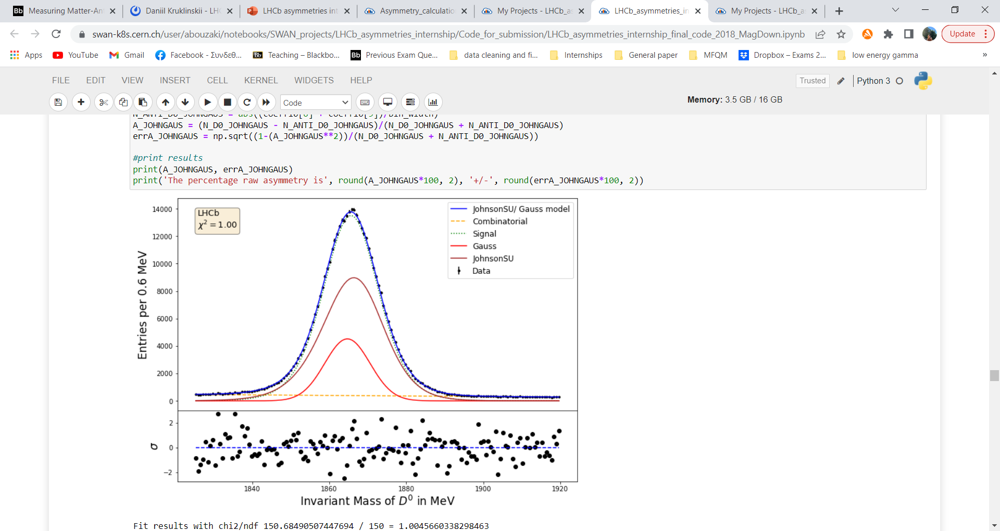 Measuring Matter-An
Daniil Kruklinskii - LHC
LHCb asymmetries int
Asymmetry_calculatio
My Projects - LHCb_as
LHCb_asymmetries_in
My Projects - LHCb_a
swan-k8s.cern.ch/user/abouzaki/notebooks/SWAN_projects/LHCb_asymmetries_internship/Code_for_submission/LHCb_asymmetries_internship_final_code_2018_MagDown.ipynb
Update
Apps YouTube Gmail Facebook - Συνδεθ... Teaching – Blackbo... Previous Exam Que... data cleaning and fi... Internships General paper MFQM Dropbox – Exams 2... low energy gamma »
FILE EDIT VIEW INSERT CELL KERNEL WIDGETS HELP
Trusted Python 3
Code
Memory: 3.5 GB / 16 GB
A_JOHNGAUS = (N_D0_JOHNGAUS - N_ANTI_D0_JOHNGAUS)/(N_D0_JOHNGAUS + N_ANTI_D0_JOHNGAUS)
errA_JOHNGAUS = np.sqrt((1-(A_JOHNGAUS**2))/(N_D0_JOHNGAUS + N_ANTI_D0_JOHNGAUS))
#print results
print(A_JOHNGAUS, errA_JOHNGAUS)
print('The percentage raw asymmetry is', round(A_JOHNGAUS*100, 2), '+/-', round(errA_JOHNGAUS*100, 2))
LHCb
χ² = 1.00
JohnsonSU/ Gauss model
Combinatorial
Signal
Gauss
JohnsonSU
Data
Entries per 0.6 MeV
14000
12000
10000
8000
6000
4000
2000
0
σ
2
0
−2
1840 1860 1880 1900 1920
Invariant Mass of D⁰ in MeV
Fit results with chi2/ndf 150.68490507447694 / 150 = 1.0045660338298463